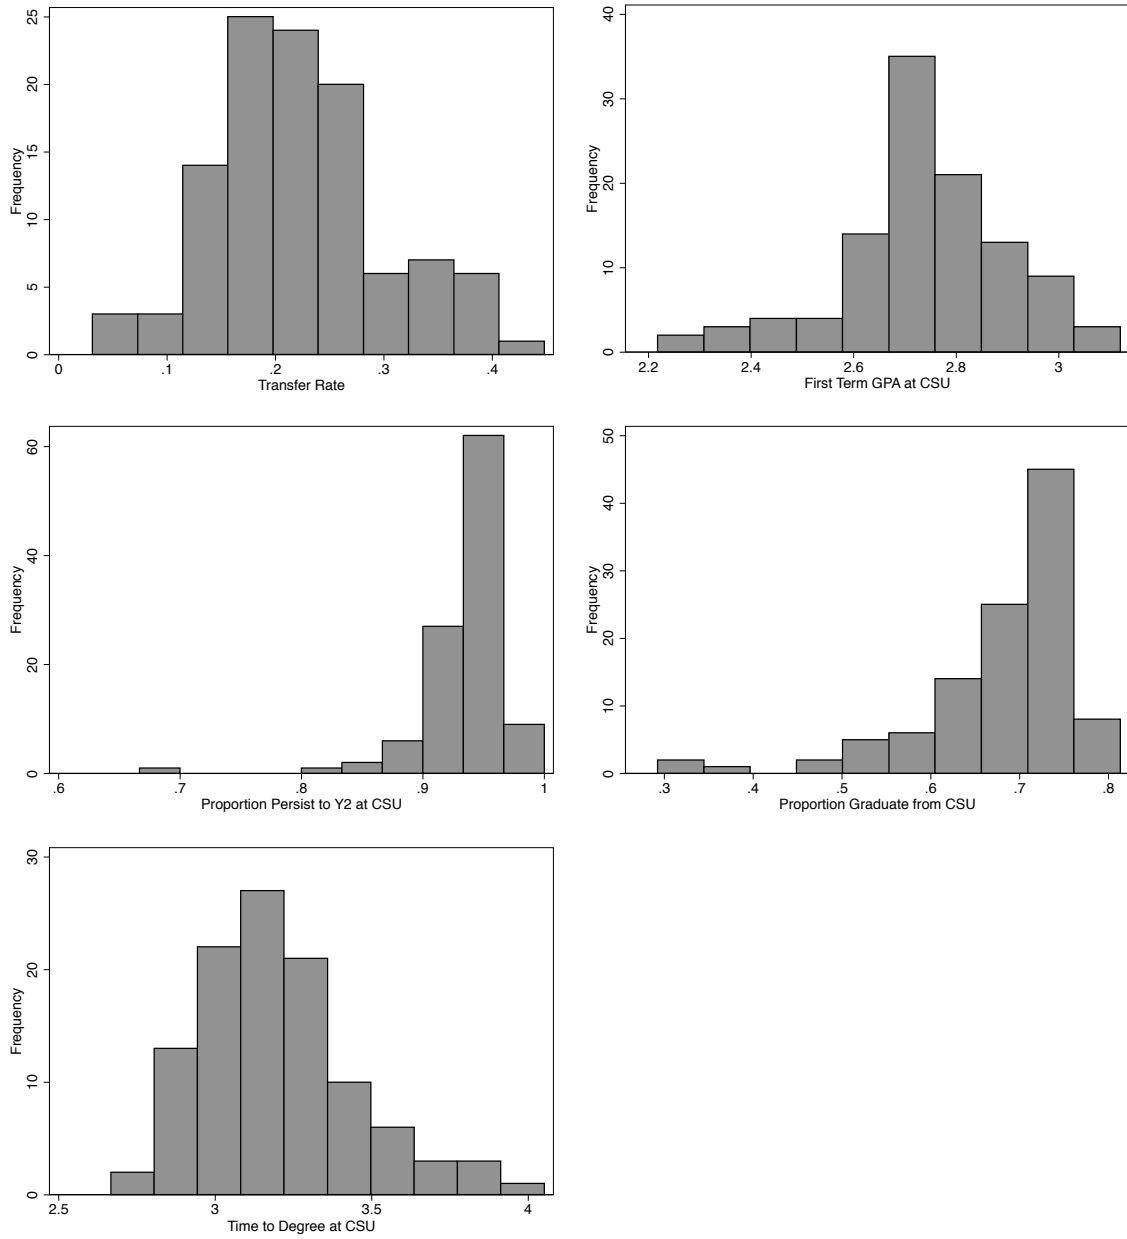 25
20
15
10
5
0
Frequency
0 .1 .2 .3 .4
Transfer Rate
40
30
20
10
0
Frequency
2.2 2.4 2.6 2.8 3
First Term GPA at CSU
60
40
20
0
Frequency
.6 .7 .8 .9 1
Proportion Persist to Y2 at CSU
50
40
30
20
10
0
Frequency
.3 .4 .5 .6 .7 .8
Proportion Graduate from CSU
30
20
10
0
Frequency
2.5 3 3.5 4
Time to Degree at CSU